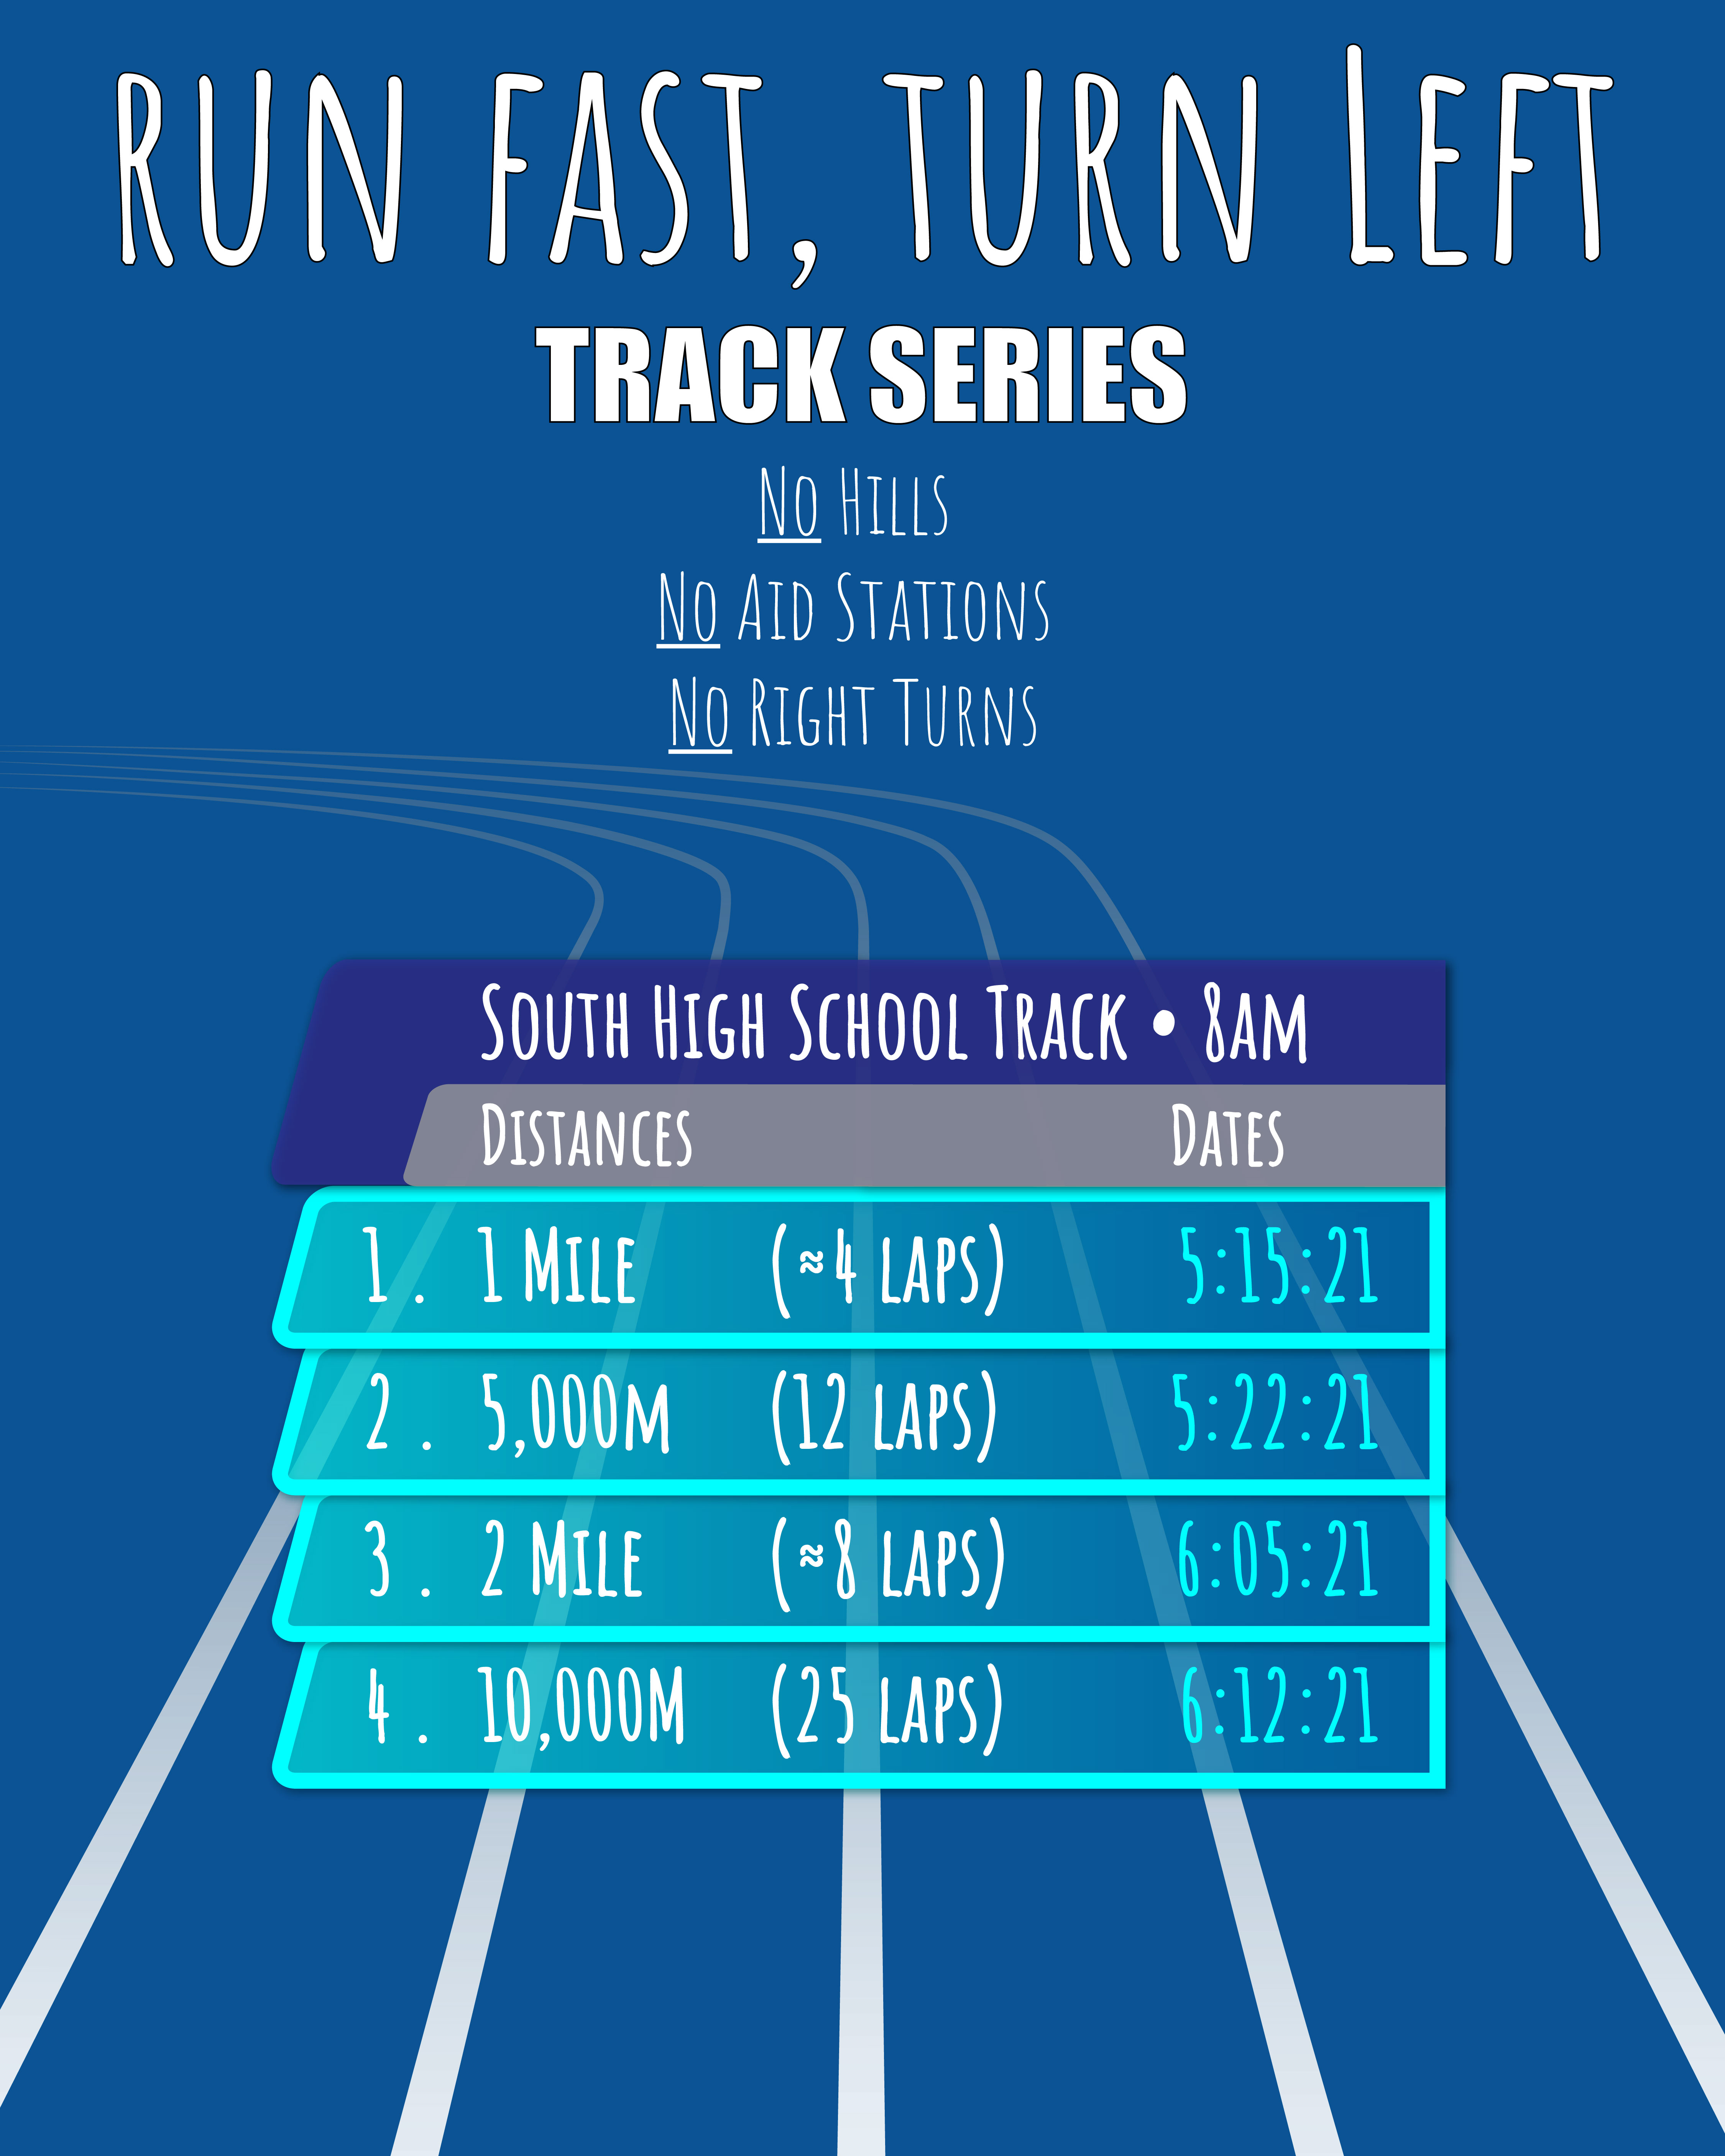 RUN FAST, TURN LEFT
TRACK SERIES
No Hills
No Aid Stations
No Right Turns
South High School Track • 8AM
Distances Dates
1. 1 Mile (≈4 laps) 5:15:21
2. 5,000m (12 laps) 5:22:21
3. 2 Mile (≈8 laps) 6:05:21
4. 10,000m (25 laps) 6:12:21